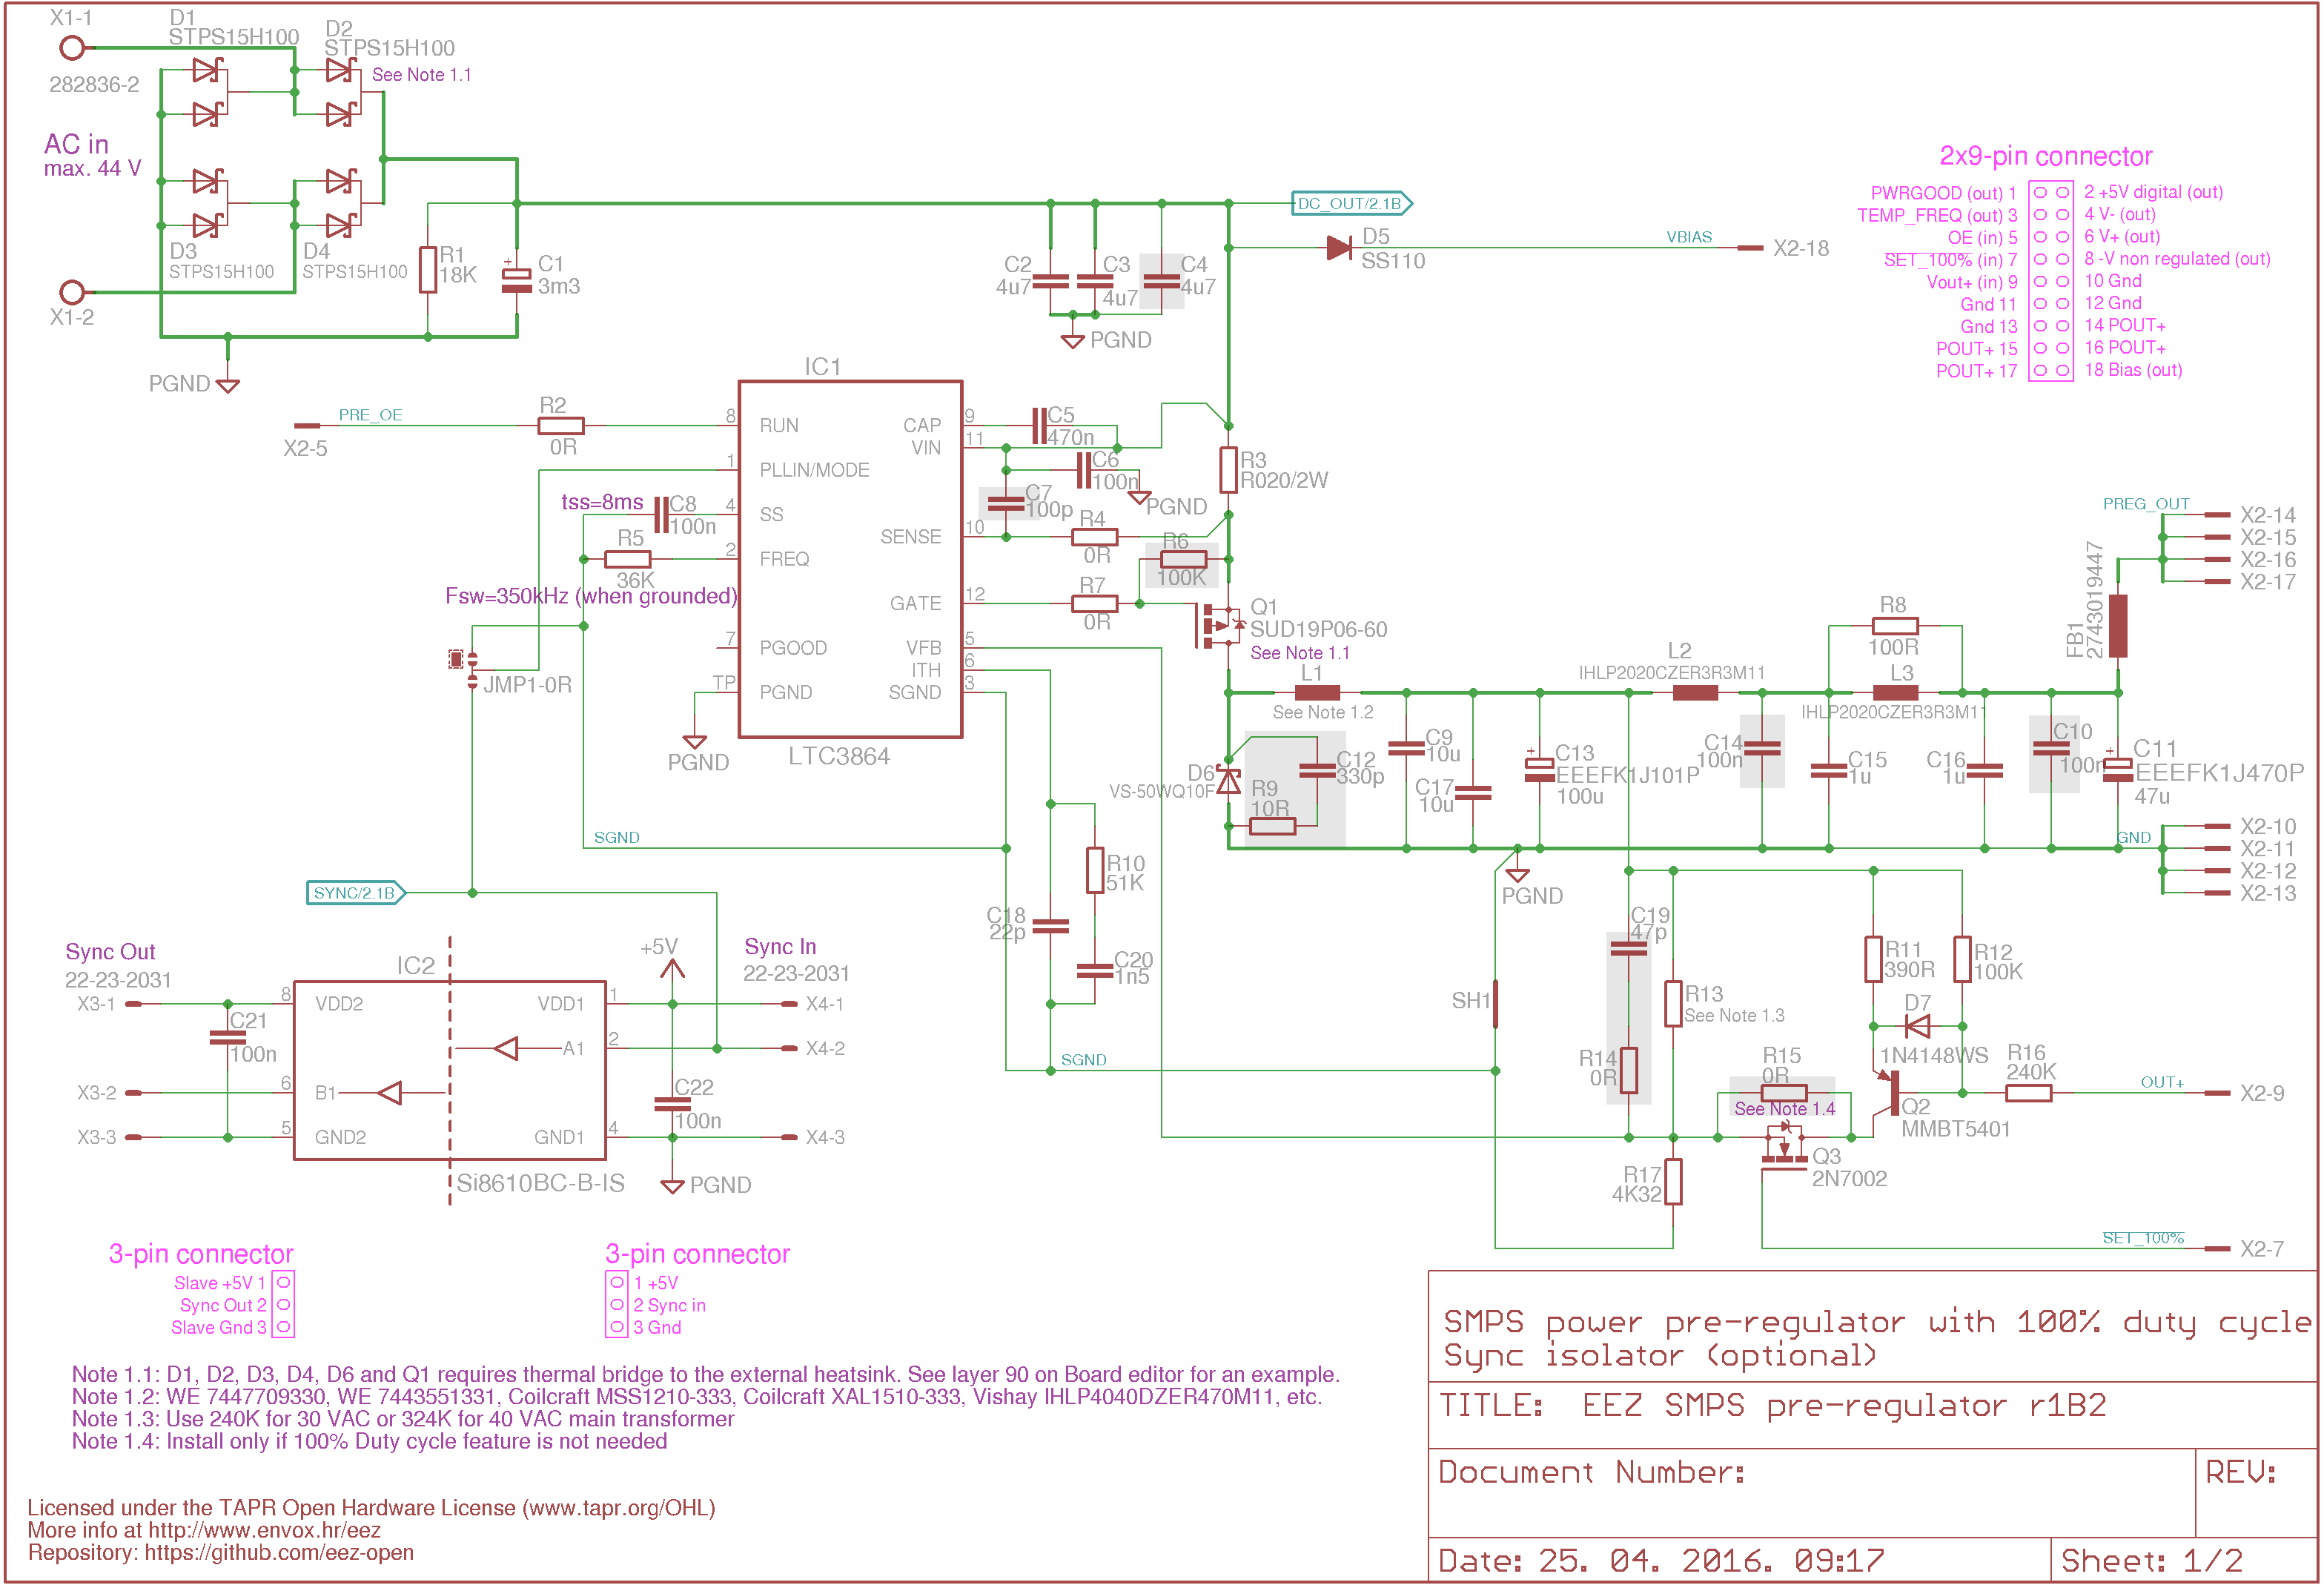 X1-1
D1
STPS15H100
D2
STPS15H100
See Note 1.1
282836-2
AC in
max. 44 V
D3
STPS15H100
D4
STPS15H100
X1-2
R1
18K
+
C1
3m3
PGND
C2
4u7
C3
4u7
C4
4u7
PGND
DC_OUT/2.1B
D5
SS110
VBIAS
X2-18
2x9-pin connector
PWRGOOD (out) 1
2 +5V digital (out)
TEMP_FREQ (out) 3
4 V- (out)
OE (in) 5
6 V+ (out)
SET_100% (in) 7
8 -V non regulated (out)
Vout+ (in) 9
10 Gnd
Gnd 11
12 Gnd
Gnd 13
14 POUT+
POUT+ 15
16 POUT+
POUT+ 17
18 Bias (out)
IC1
PRE_OE
X2-5
R2
0R
8
RUN
1
PLLIN/MODE
tss=8ms
C8
100n
4
SS
R5
36K
2
FREQ
Fsw=350kHz (when grounded)
7
PGOOD
TP
PGND
PGND
JMP1-0R
CAP
9
VIN
11
SENSE
10
GATE
12
VFB
5
ITH
6
SGND
3
LTC3864
C5
470n
C6
100n
PGND
C7
100p
R3
R020/2W
R4
0R
R6
100K
R7
0R
Q1
SUD19P06-60
See Note 1.1
L1
See Note 1.2
D6
VS-50WQ10F
C12
330p
R9
10R
C9
10u
C17
10u
+
C13
EEEFK1J101P
100u
L2
IHLP2020CZER3R3M11
R8
100R
L3
IHLP2020CZER3R3M11
C14
100n
C15
1u
C16
1u
C10
100n
+
C11
EEEFK1J470P
47u
FB1
2743019447
PREG_OUT
X2-14
X2-15
X2-16
X2-17
GND
X2-10
X2-11
X2-12
X2-13
PGND
SGND
SYNC/2.1B
R10
51K
C18
22p
C20
1n5
SGND
SH1
C19
47p
R14
0R
R13
See Note 1.3
R11
390R
R12
100K
D7
1N4148WS
R15
0R
See Note 1.4
R16
240K
OUT+
X2-9
Q2
MMBT5401
Q3
2N7002
R17
4K32
SET_100%
X2-7
Sync Out
22-23-2031
IC2
+5V
Sync In
22-23-2031
X3-1
8
VDD2
VDD1
1
X4-1
C21
100n
A1
2
X4-2
X3-2
6
B1
C22
100n
X3-3
5
GND2
GND1
4
X4-3
Si8610BC-B-IS
PGND
3-pin connector
Slave +5V 1
Sync Out 2
Slave Gnd 3
3-pin connector
1 +5V
2 Sync in
3 Gnd
Note 1.1: D1, D2, D3, D4, D6 and Q1 requires thermal bridge to the external heatsink. See layer 90 on Board editor for an example.
Note 1.2: WE 7447709330, WE 7443551331, Coilcraft MSS1210-333, Coilcraft XAL1510-333, Vishay IHLP4040DZER470M11, etc.
Note 1.3: Use 240K for 30 VAC or 324K for 40 VAC main transformer
Note 1.4: Install only if 100% Duty cycle feature is not needed
Licensed under the TAPR Open Hardware License (www.tapr.org/OHL)
More info at http://www.envox.hr/eez
Repository: https://github.com/eez-open
SMPS power pre-regulator with 100% duty cycle
Sync isolator (optional)
TITLE: EEZ SMPS pre-regulator r1B2
Document Number:
REV:
Date: 25. 04. 2016. 09:17
Sheet: 1/2